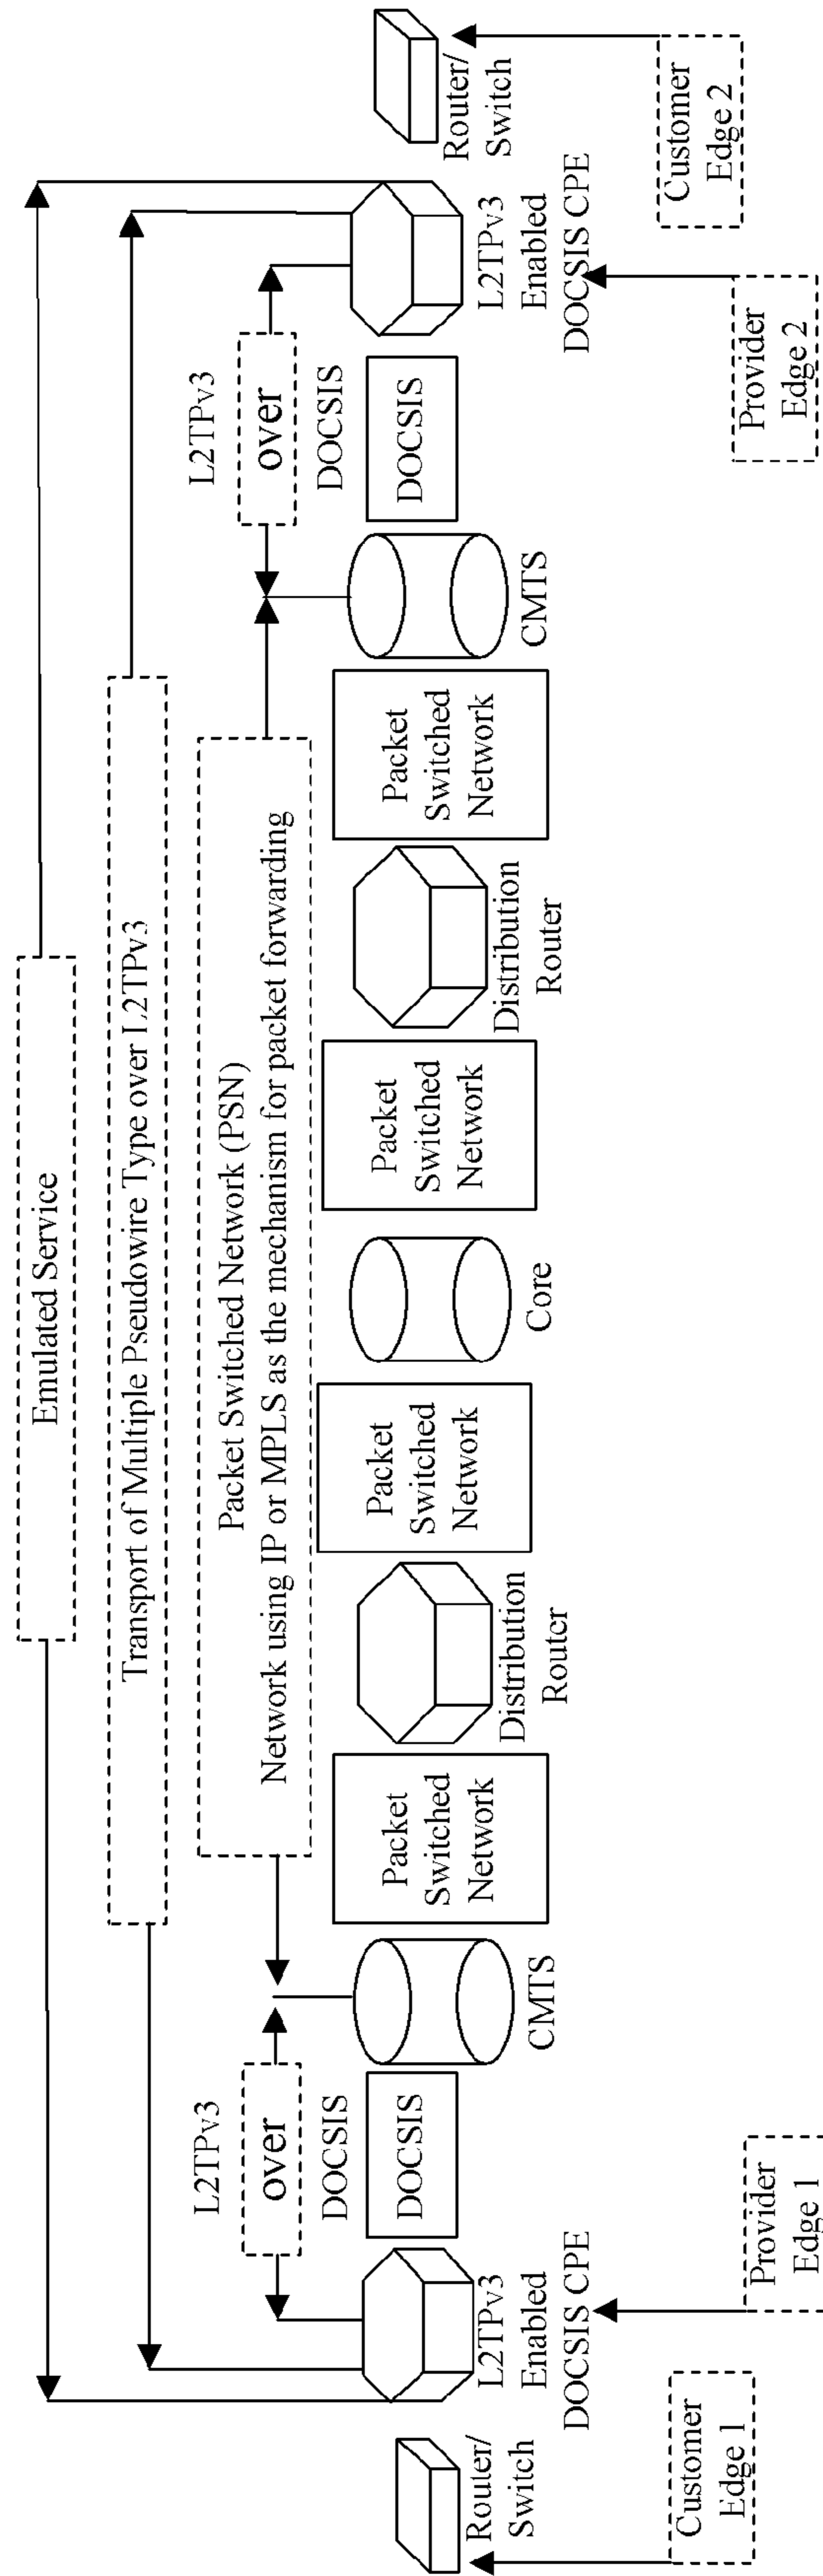 Emulated Service
Transport of Multiple Pseudowire Type over L2TPv3
Packet Switched Network (PSN)
Network using IP or MPLS as the mechanism for packet forwarding
L2TPv3
over
DOCSIS
L2TPv3
over
DOCSIS
Router/
Switch
L2TPv3
Enabled
DOCSIS CPE
DOCSIS
CMTS
Packet
Switched
Network
Distribution
Router
Packet
Switched
Network
Core
Packet
Switched
Network
Distribution
Router
Packet
Switched
Network
CMTS
DOCSIS
L2TPv3
Enabled
DOCSIS CPE
Router/
Switch
Customer
Edge 1
Provider
Edge 1
Provider
Edge 2
Customer
Edge 2